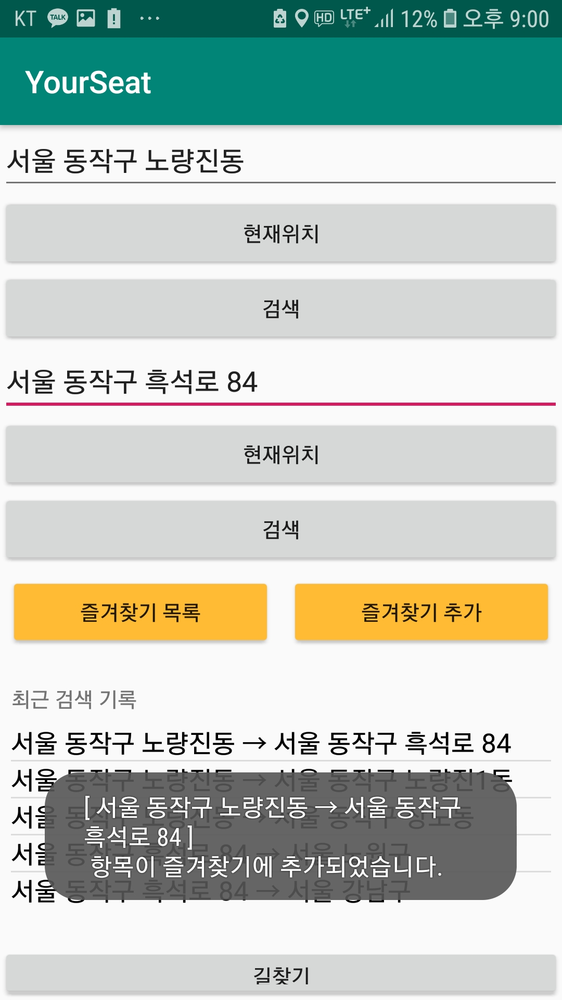 KT TALK HD LTE+ 12% 오후 9:00
YourSeat
서울 동작구 노량진동
현재위치
검색
서울 동작구 흑석로 84
현재위치
검색
즐겨찾기 목록 즐겨찾기 추가
최근 검색 기록
서울 동작구 노량진동 → 서울 동작구 흑석로 84
서울 동작구 노량진동 → 서울 동작구 노량진1동
서울 동작구 노량진동 → 서울 동작구
서울 동작구 흑석로 84 → 서울 노원구
서울 동작구 흑석로 84 → 서울 강남구
[ 서울 동작구 노량진동 → 서울 동작구
흑석로 84 ]
항목이 즐겨찾기에 추가되었습니다.
길찾기